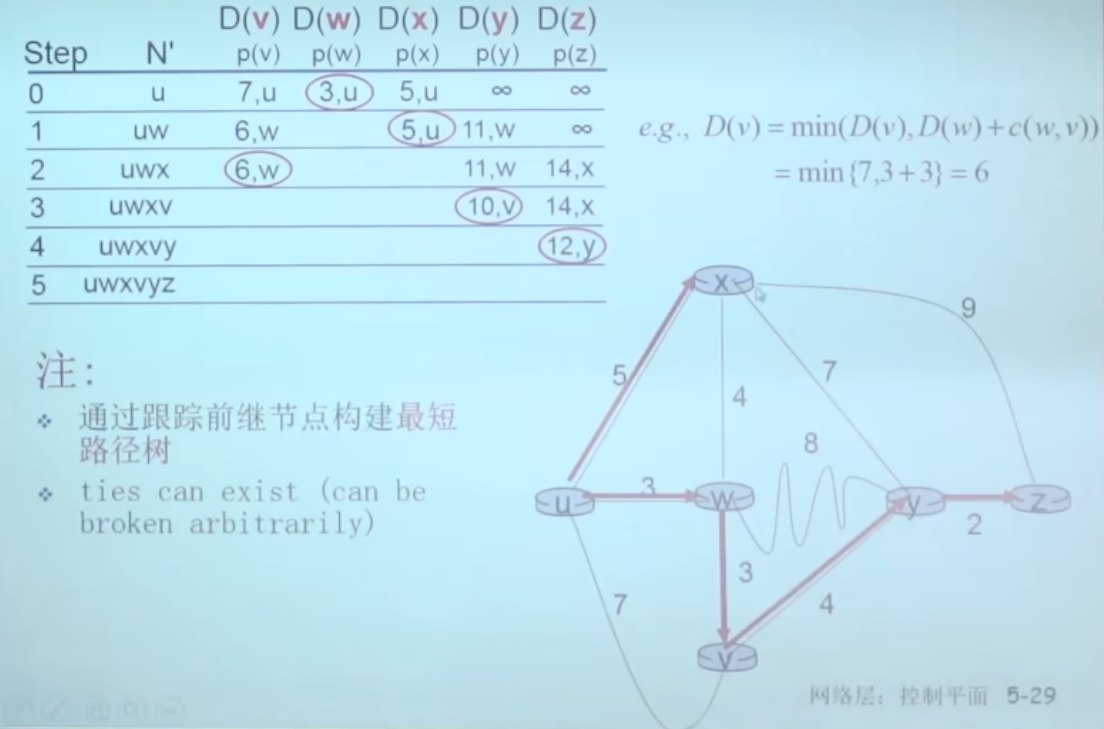 D(v) D(w) D(x) D(y) D(z)
Step N' p(v) p(w) p(x) p(y) p(z)
0 u 7,u 3,u 5,u ∞ ∞
1 uw 6,w 5,u 11,w ∞
2 uwx 6,w 11,w 14,x
3 uwxv 10,v 14,x
4 uwxvy 12,y
5 uwxvyz
e.g., D(v) = min(D(v), D(w)+c(w,v))
= min{7,3+3} = 6
注:
❖ 通过跟踪前继节点构建最短
路径树
❖ ties can exist (can be
broken arbitrarily)
x
9
5
7
4
8
u
3
w
y
z
2
3
7
4
v
网络层: 控制平面 5-29